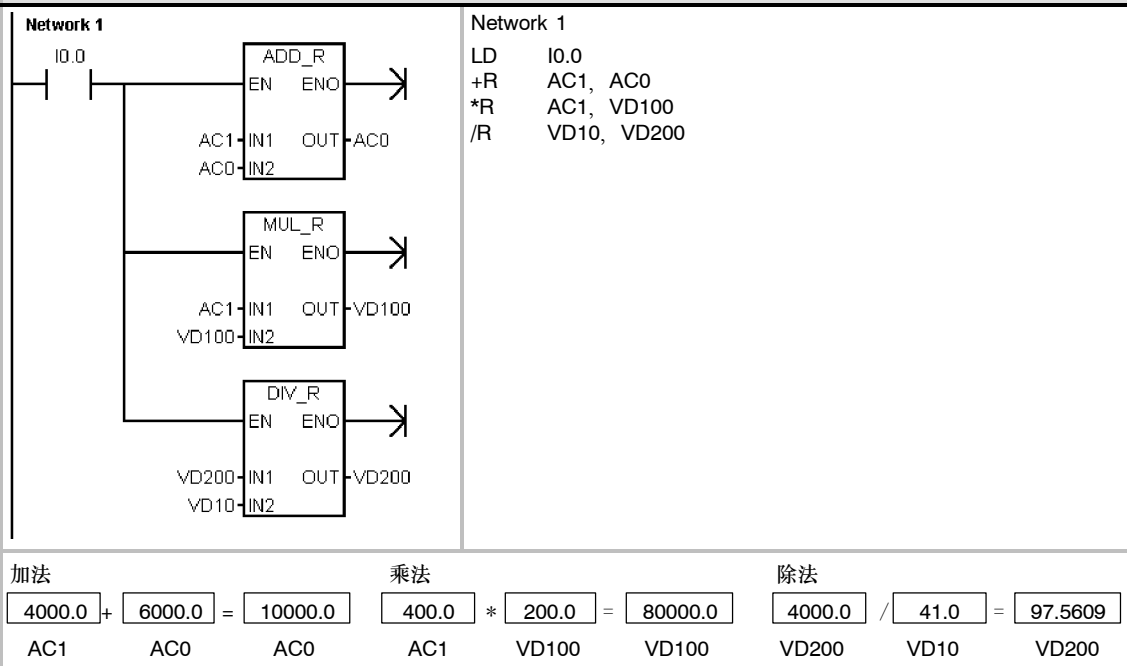 Network 1
I0.0
ADD_R
EN ENO
AC1 IN1 OUT AC0
AC0 IN2
MUL_R
EN ENO
AC1 IN1 OUT VD100
VD100 IN2
DIV_R
EN ENO
VD200 IN1 OUT VD200
VD10 IN2
Network 1
LD I0.0
+R AC1, AC0
*R AC1, VD100
/R VD10, VD200
加法
4000.0 + 6000.0 = 10000.0
AC1 AC0 AC0
乘法
400.0 * 200.0 = 80000.0
AC1 VD100 VD100
除法
4000.0 / 41.0 = 97.5609
VD200 VD10 VD200